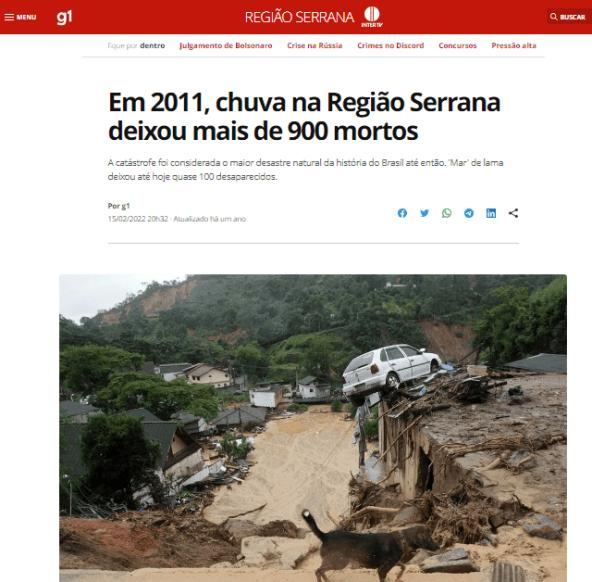 MENU
g1
REGIÃO SERRANA
INTERTV
BUSCAR
Fique por dentro
Julgamento de Bolsonaro
Crise na Rússia
Crimes no Discord
Concursos
Pressão alta
Em 2011, chuva na Região Serrana
deixou mais de 900 mortos
A catástrofe foi considerada o maior desastre natural da história do Brasil até então. 'Mar' de lama
deixou até hoje quase 100 desaparecidos.
Por g1
15/02/2022 20h32 · Atualizado há um ano